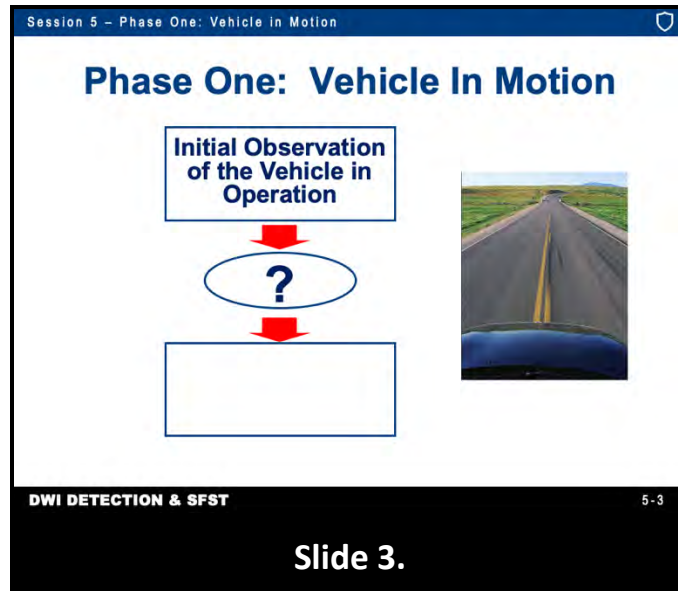 Session 5 – Phase One: Vehicle in Motion
Phase One: Vehicle In Motion
Initial Observation
of the Vehicle in
Operation
?
DWI DETECTION & SFST
5-3
Slide 3.